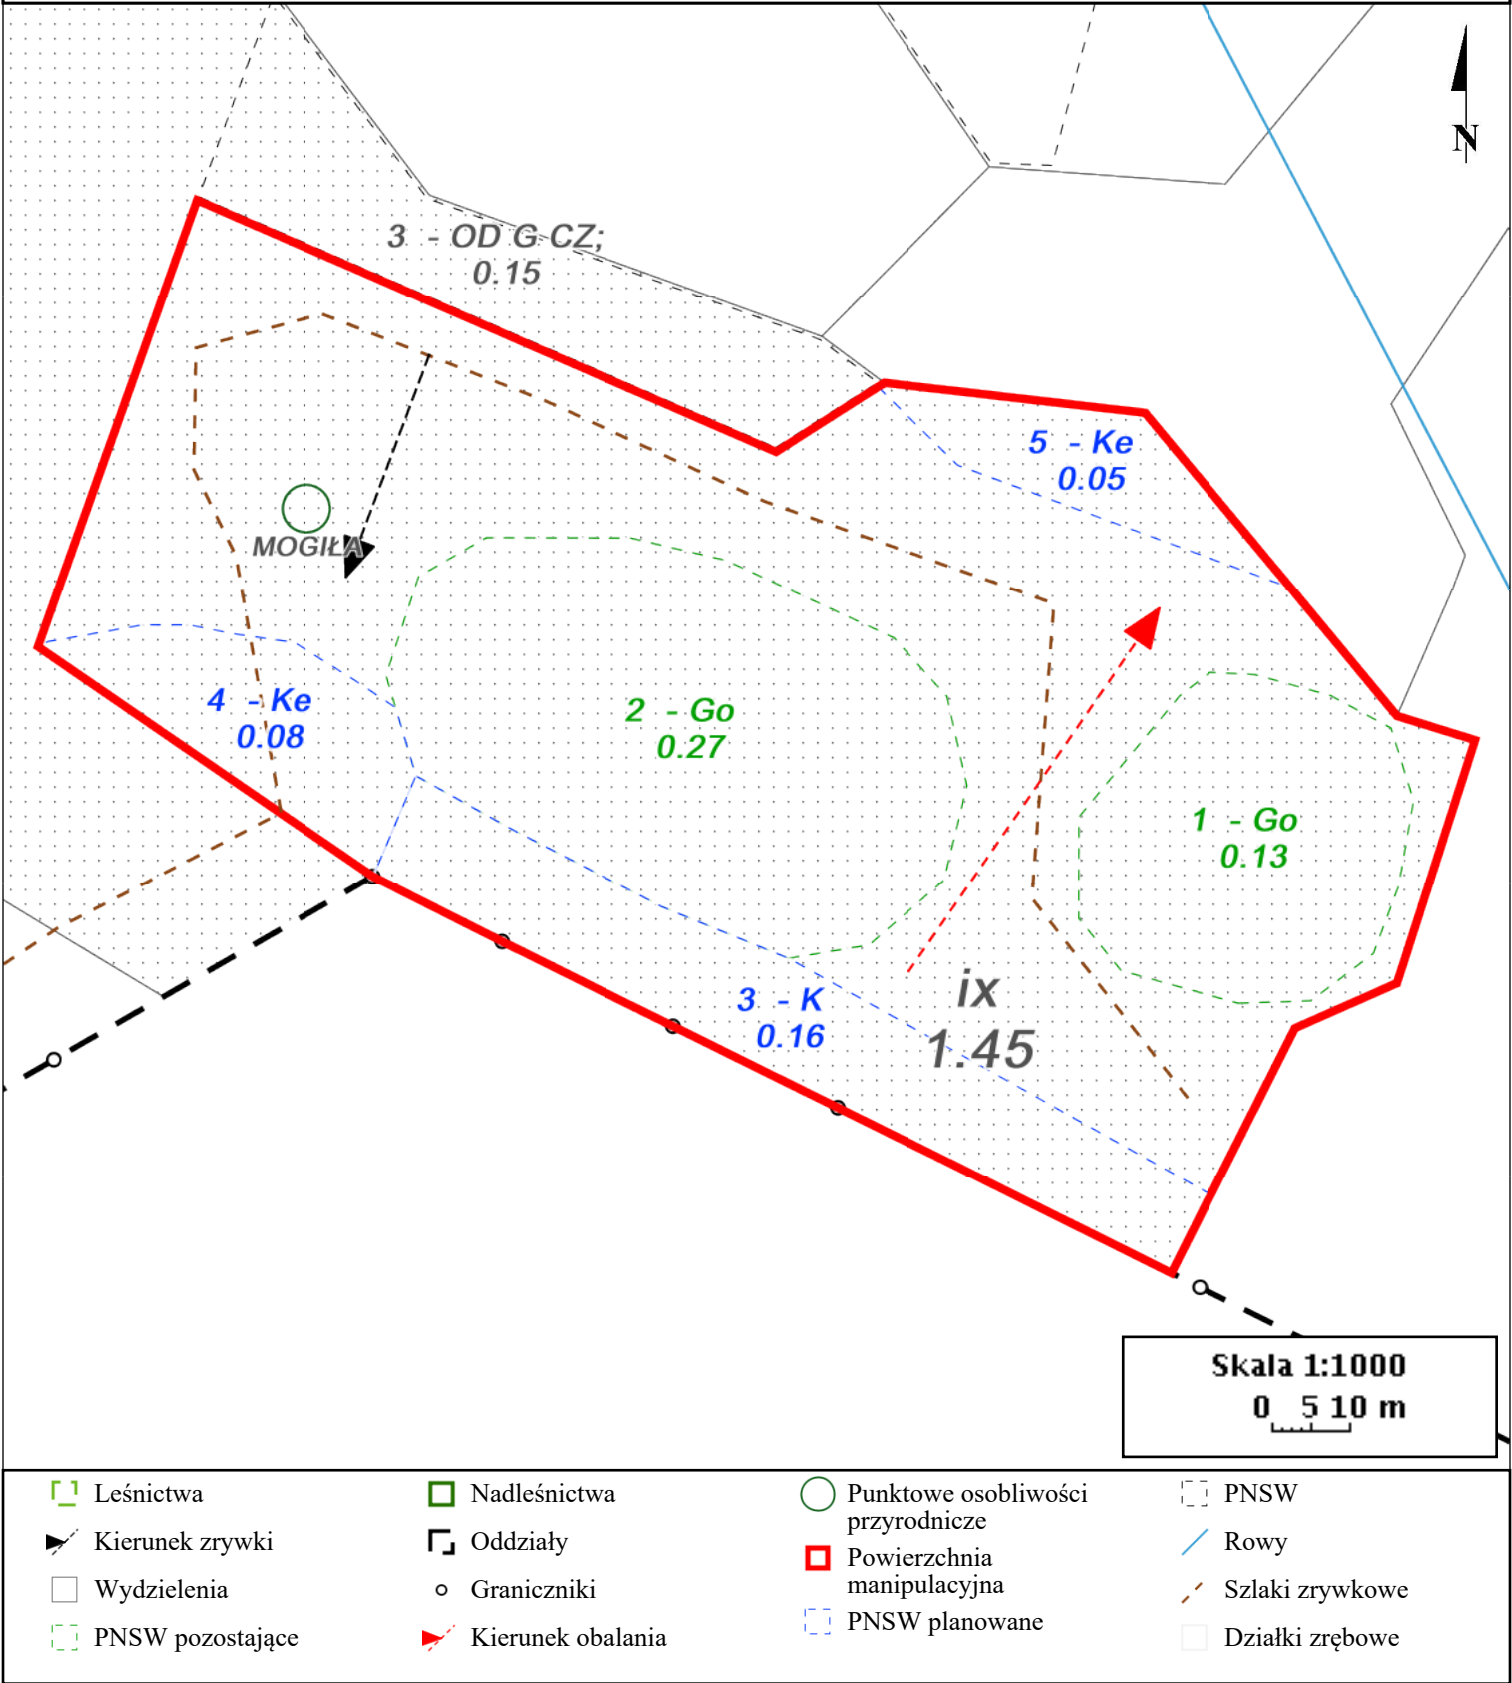 N
3 - OD G CZ;
0.15
5 - Ke
0.05
MOGIŁA
4 - Ke
0.08
2 - Go
0.27
1 - Go
0.13
3 - K
0.16
ix
1.45
Skala 1:1000
0 5 10 m
Leśnictwa
Kierunek zrywki
Wydzielenia
PNSW pozostające
Nadleśnictwa
Oddziały
Graniczniki
Kierunek obalania
Punktowe osobliwości
przyrodnicze
Powierzchnia
manipulacyjna
PNSW planowane
PNSW
Rowy
Szlaki zrywkowe
Działki zrębowe